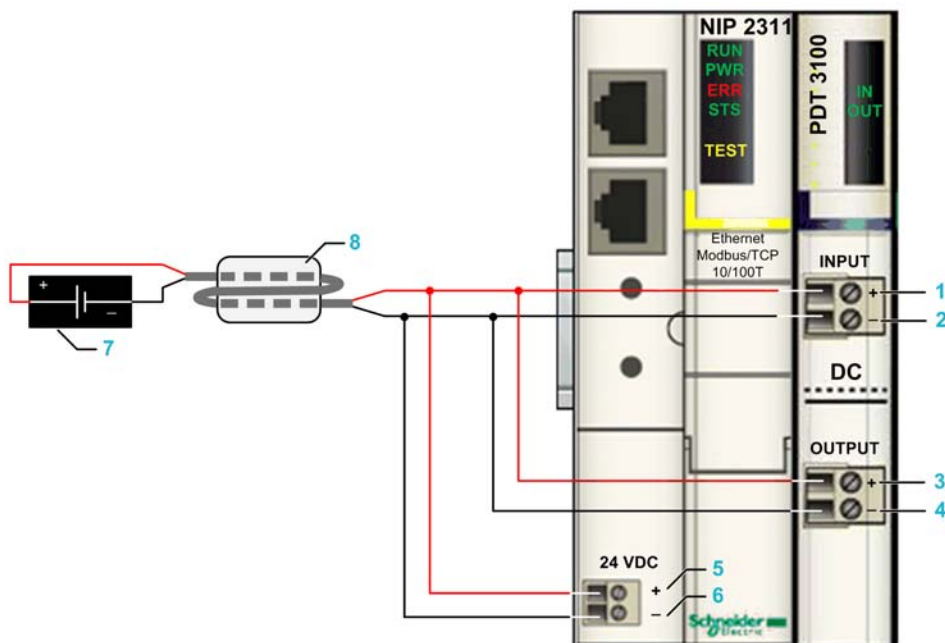 NIP 2311
RUN
PWR
ERR
STS
TEST
PDT 3100
IN
OUT
Ethernet
Modbus/TCP
10/100T
INPUT
+
1
–
2
DC
OUTPUT
+
3
–
4
24 VDC
+
5
–
6
Schneider
Electric
8
+
–
7